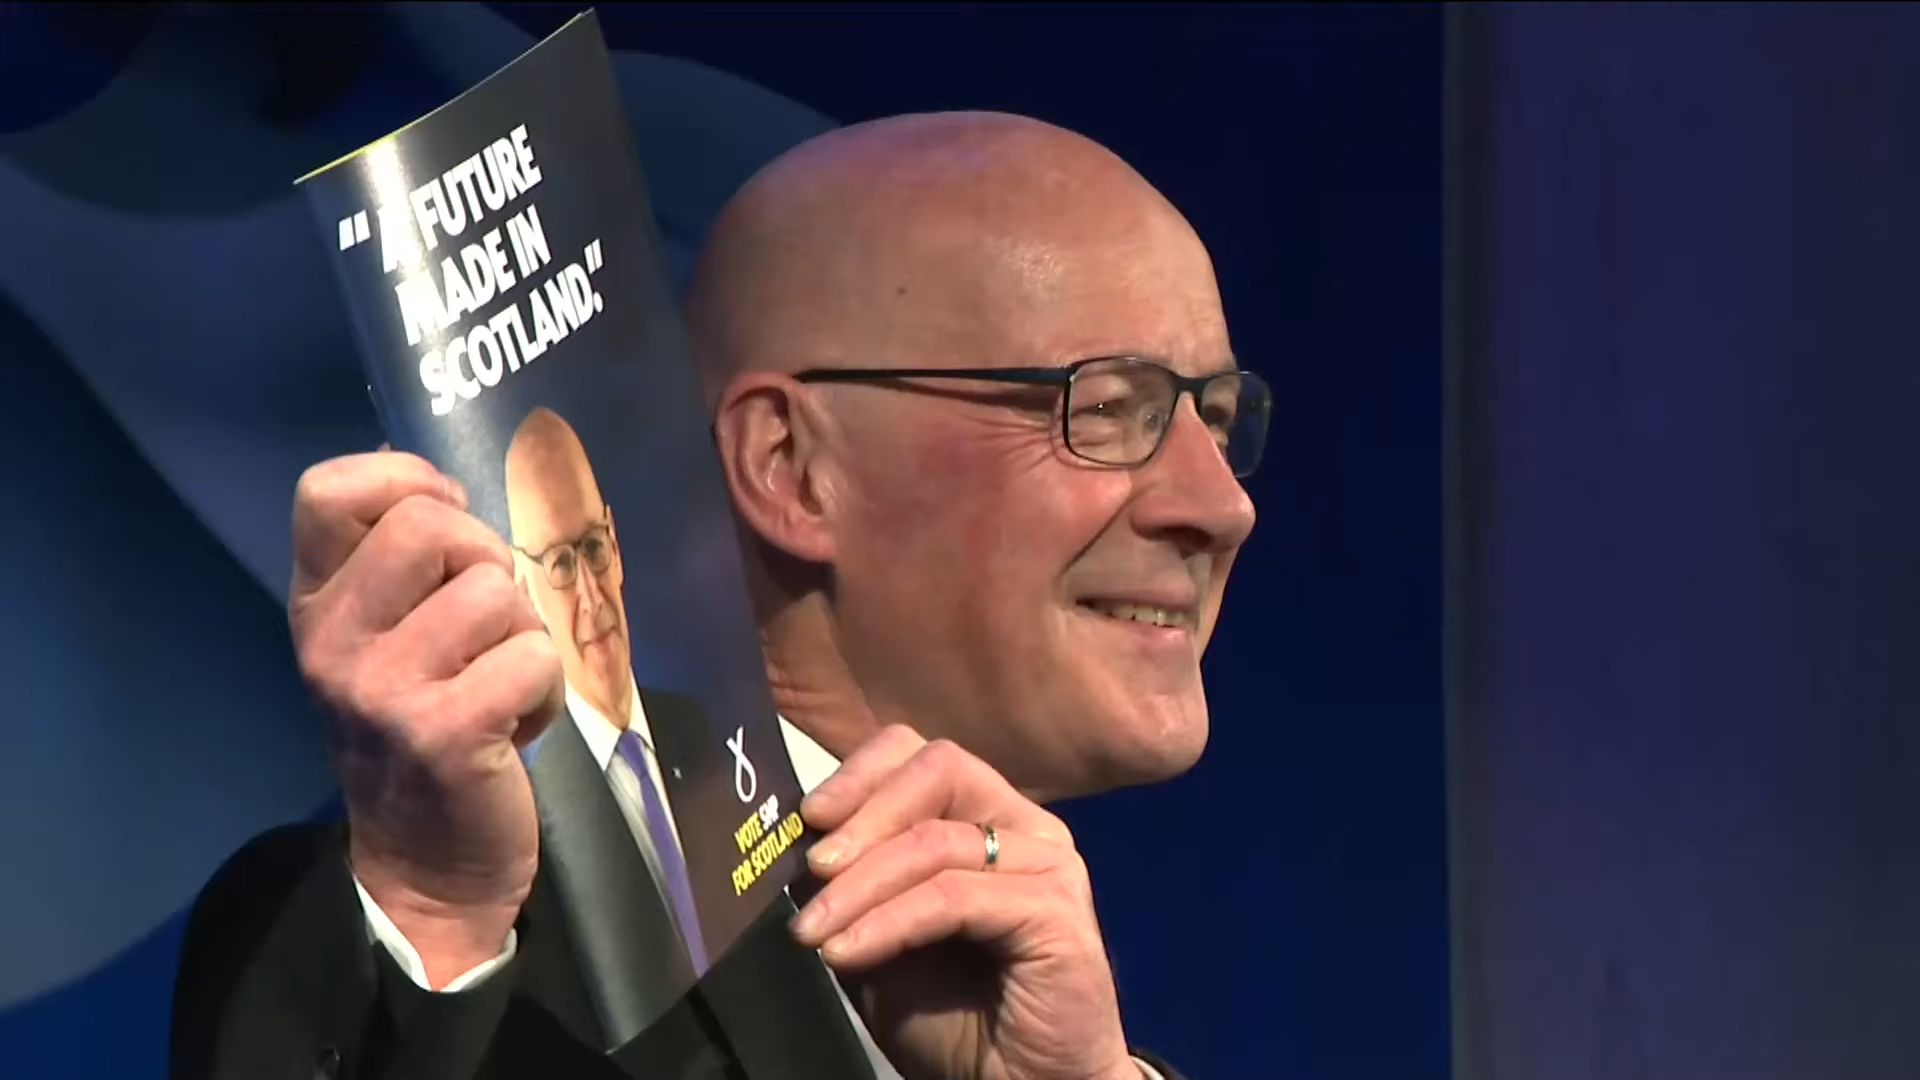 “A FUTURE
MADE IN
SCOTLAND.”
VOTE SNP
FOR SCOTLAND